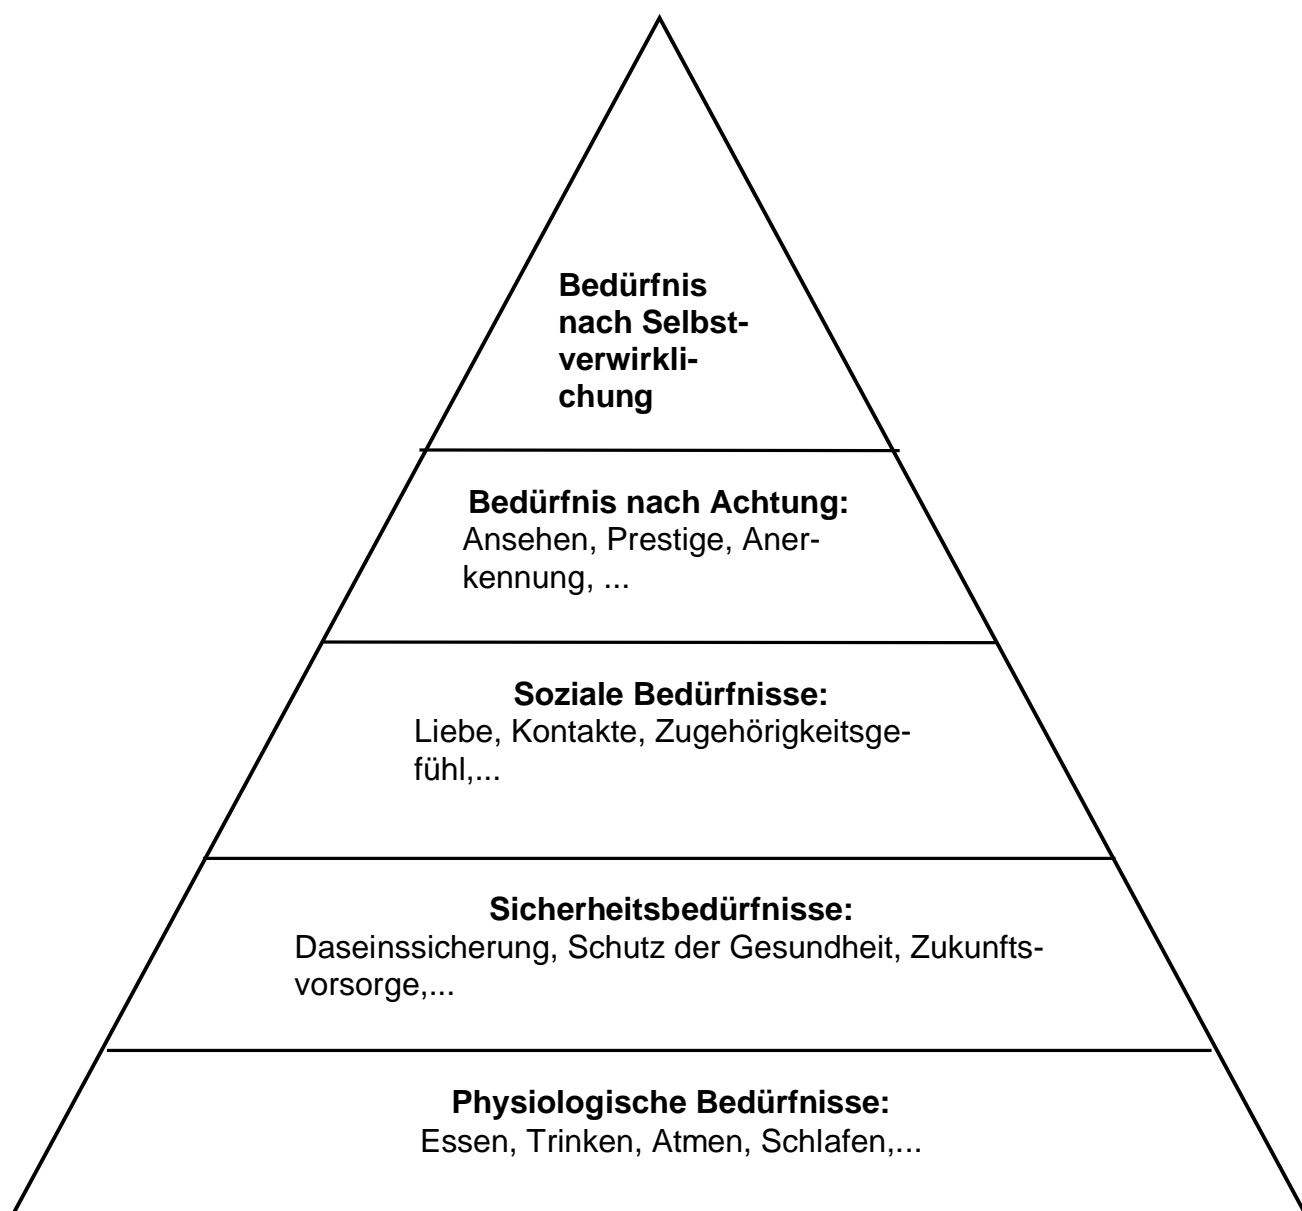 Bedürfnis
nach Selbst-
verwirkli-
chung
Bedürfnis nach Achtung:
Ansehen, Prestige, Aner-
kennung, ...
Soziale Bedürfnisse:
Liebe, Kontakte, Zugehörigkeitsge-
fühl,...
Sicherheitsbedürfnisse:
Daseinssicherung, Schutz der Gesundheit, Zukunfts-
vorsorge,...
Physiologische Bedürfnisse:
Essen, Trinken, Atmen, Schlafen,...